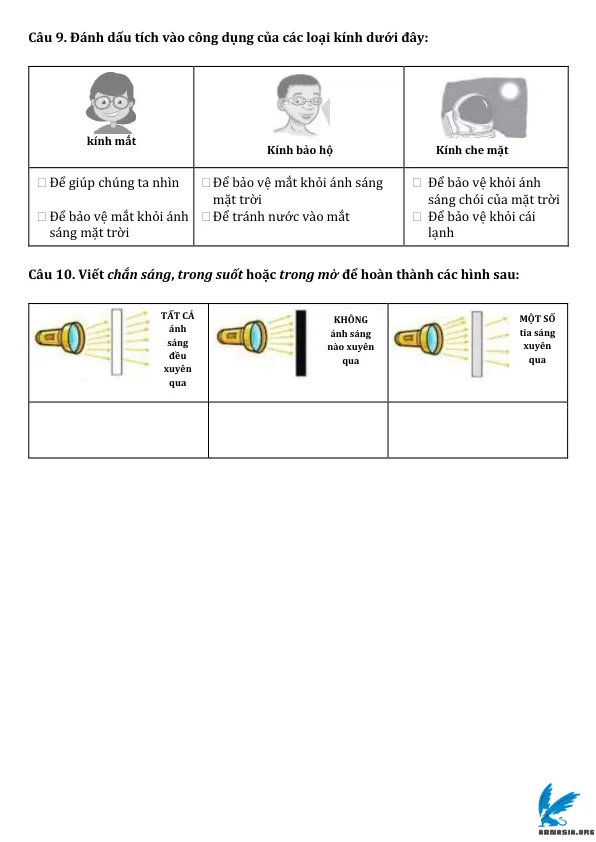 Câu 9. Đánh dấu tích vào công dụng của các loại kính dưới đây:
kính mắt
Kính bảo hộ
Kính che mặt
☐ Để giúp chúng ta nhìn
☐ Để bảo vệ mắt khỏi ánh
sáng mặt trời
☐ Để bảo vệ mắt khỏi ánh sáng
mặt trời
☐ Để tránh nước vào mắt
☐ Để bảo vệ khỏi ánh
sáng chói của mặt trời
☐ Để bảo vệ khỏi cái
lạnh
Câu 10. Viết chắn sáng, trong suốt hoặc trong mờ để hoàn thành các hình sau:
TẤT CẢ
ánh
sáng
đều
xuyên
qua
KHÔNG
ánh sáng
nào xuyên
qua
MỘT SỐ
tia sáng
xuyên
qua
ABNASIA.ORG